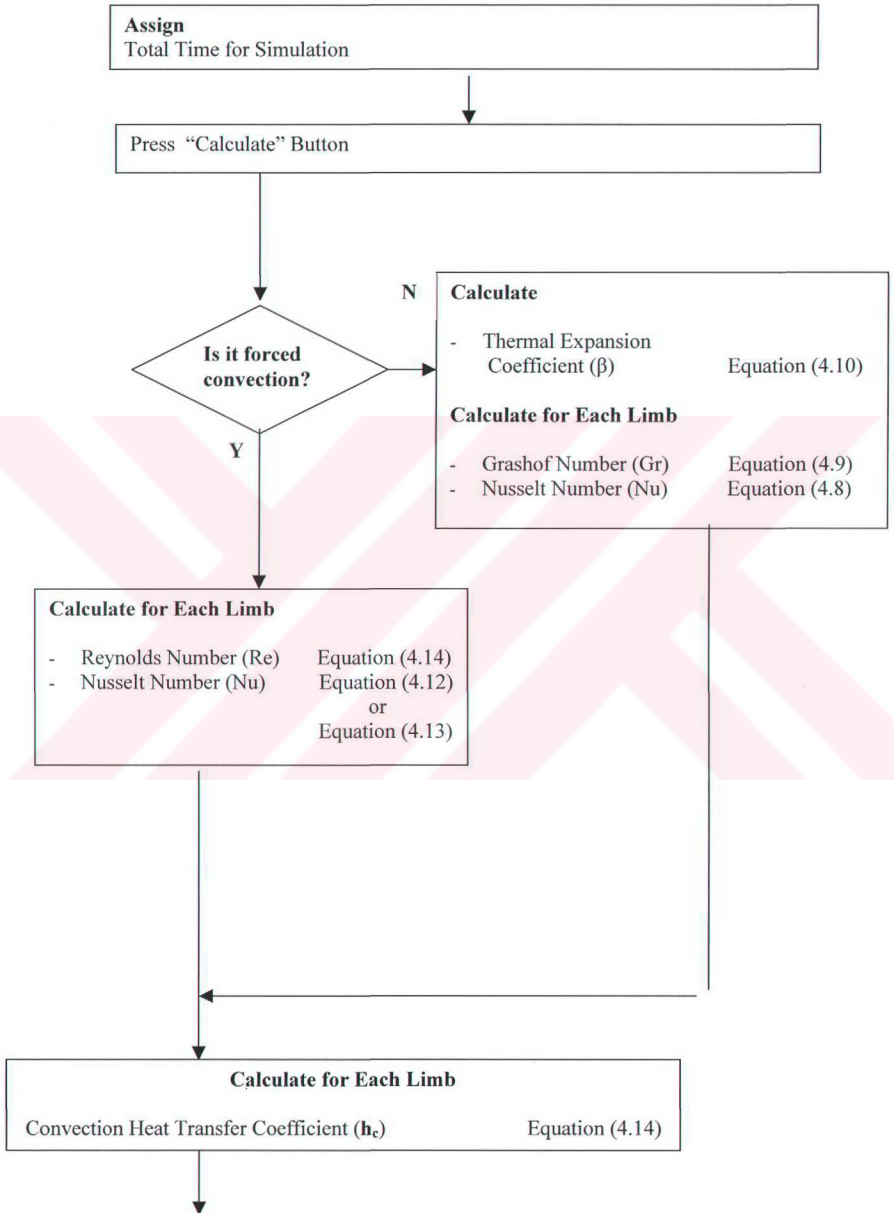 Assign
Total Time for Simulation
Press “Calculate” Button
N
Calculate
- Thermal Expansion
Coefficient (β) Equation (4.10)
Calculate for Each Limb
- Grashof Number (Gr) Equation (4.9)
- Nusselt Number (Nu) Equation (4.8)
Is it forced
convection?
Y
Calculate for Each Limb
- Reynolds Number (Re) Equation (4.14)
- Nusselt Number (Nu) Equation (4.12)
or
Equation (4.13)
Calculate for Each Limb
Convection Heat Transfer Coefficient (hc) Equation (4.14)